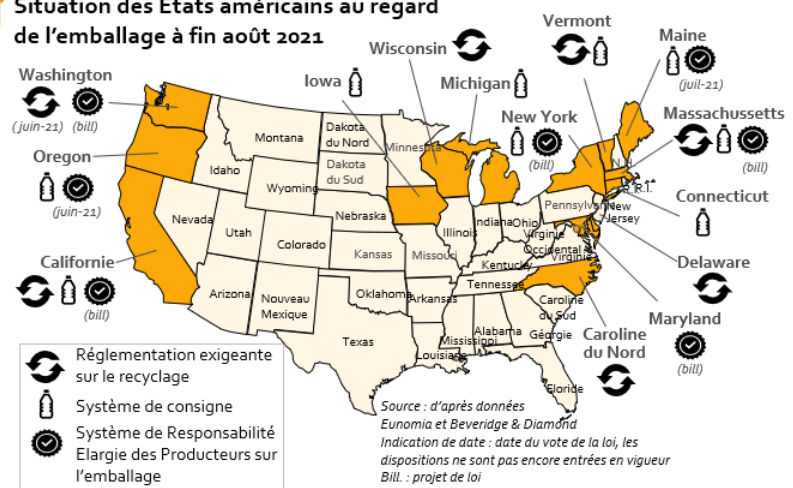 Situation des Etats américains au regard
de l'emballage à fin août 2021
Vermont
Wisconsin
Maine
(juil-21)
Washington
(juin-21) (bill)
Iowa
Michigan
New York
(bill)
Massachussetts
(bill)
Oregon
(juin-21)
Connecticut
Californie
(bill)
Delaware
Maryland
(bill)
Caroline
du Nord
Montana
Dakota
du Nord
Minnesota
Idaho
Dakota
du Sud
Wyoming
N.H.
R.I.
Pennsylvanie
New
Jersey
Nevada
Utah
Nebraska
Colorado
Illinois
Indiana
Ohio
Virginie
Occidental
Virginie
Kansas
Missouri
Kentucky
Tennessee
Arizona
Nouveau
Mexique
Oklahoma
Arkansas
Caroline
du Sud
Texas
Mississippi
Alabama
Géorgie
Louisiane
Floride
Réglementation exigeante
sur le recyclage
Système de consigne
Système de Responsabilité
Elargie des Producteurs sur
l'emballage
Source : d'après données
Eunomia et Beveridge & Diamond
Indication de date : date du vote de la loi, les
dispositions ne sont pas encore entrées en vigueur
Bill. : projet de loi